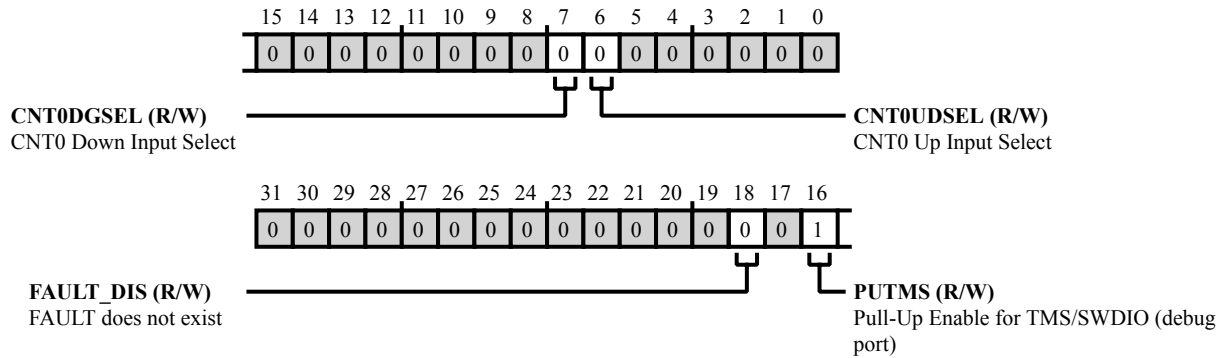 15 14 13 12 11 10 9 8 7 6 5 4 3 2 1 0
0 0 0 0 0 0 0 0 0 0 0 0 0 0 0 0
CNT0DGSEL (R/W)
CNT0 Down Input Select
CNT0UDSEL (R/W)
CNT0 Up Input Select
31 30 29 28 27 26 25 24 23 22 21 20 19 18 17 16
0 0 0 0 0 0 0 0 0 0 0 0 0 0 0 1
FAULT_DIS (R/W)
FAULT does not exist
PUTMS (R/W)
Pull-Up Enable for TMS/SWDIO (debug
port)